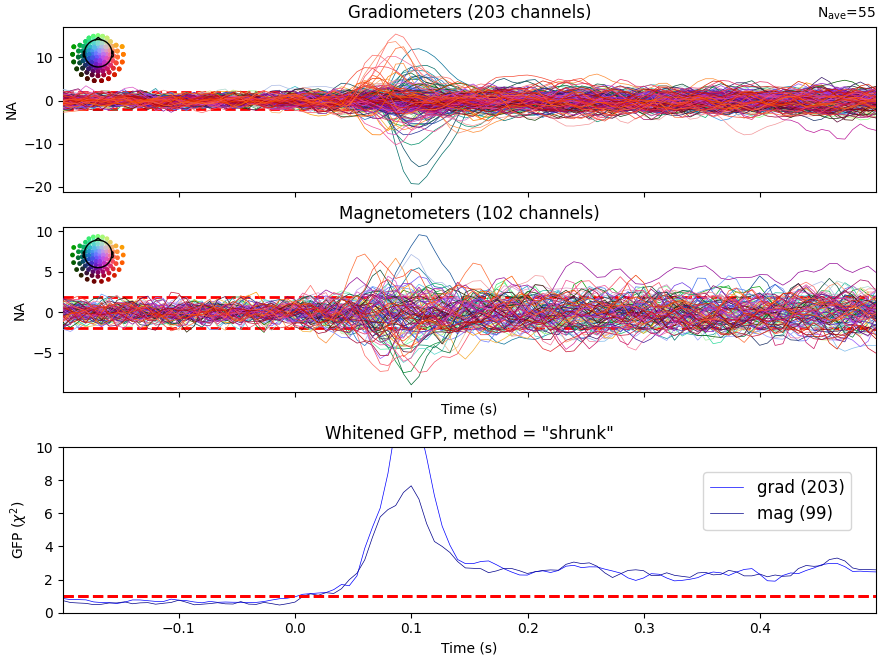 Gradiometers (203 channels)
N_ave=55
10
0
−10
−20
NA
Magnetometers (102 channels)
10
5
0
−5
NA
Time (s)
Whitened GFP, method = "shrunk"
10
8
6
4
2
0
GFP (χ²)
grad (203)
mag (99)
−0.1
0.0
0.1
0.2
0.3
0.4
Time (s)